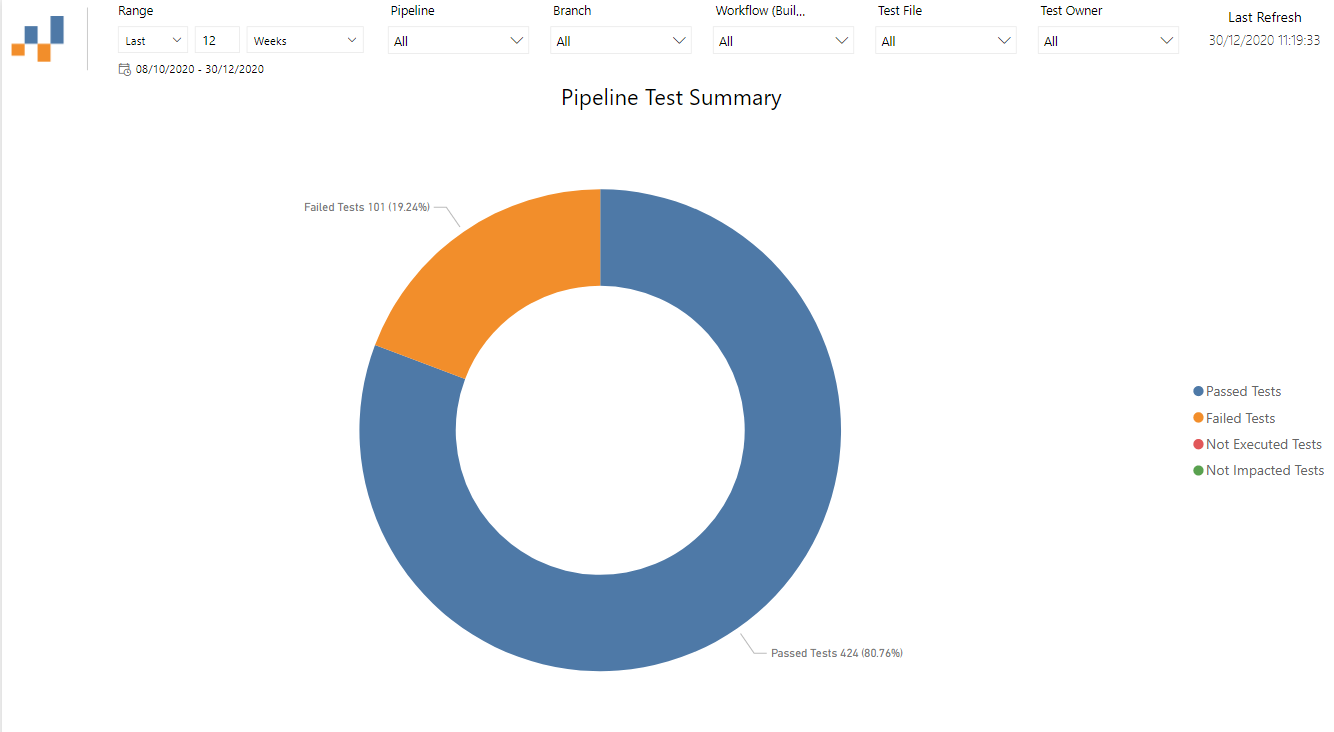 Range
Pipeline
Branch
Workflow (Buil...
Test File
Test Owner
Last Refresh
Last
12
Weeks
All
All
All
All
All
30/12/2020 11:19:33
08/10/2020 - 30/12/2020
Pipeline Test Summary
Failed Tests 101 (19.24%)
Passed Tests
Failed Tests
Not Executed Tests
Not Impacted Tests
Passed Tests 424 (80.76%)